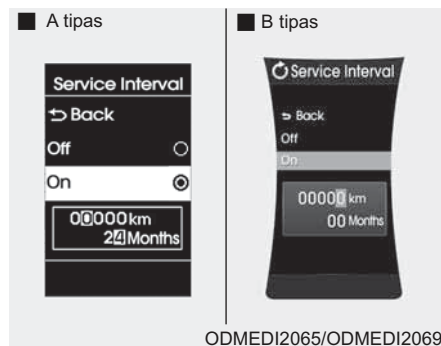 A tipas
Service Interval
Back
Off
On
00000km
24Months
B tipas
Service Interval
Back
Off
On
00000 km
00 Months
ODMEDI2065/ODMEDI2069